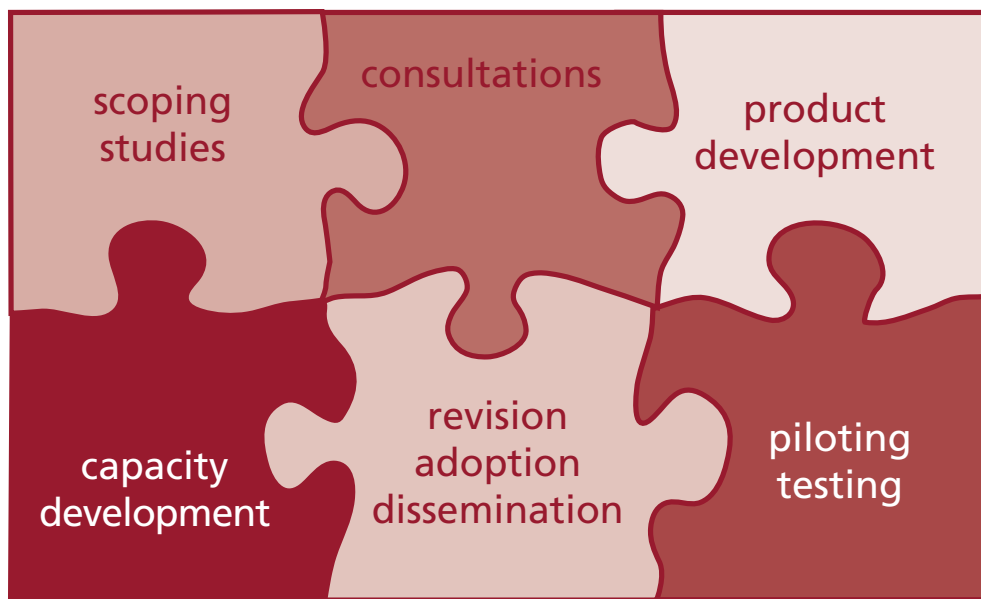 scoping
studies
consultations
product
development
capacity
development
revision
adoption
dissemination
piloting
testing